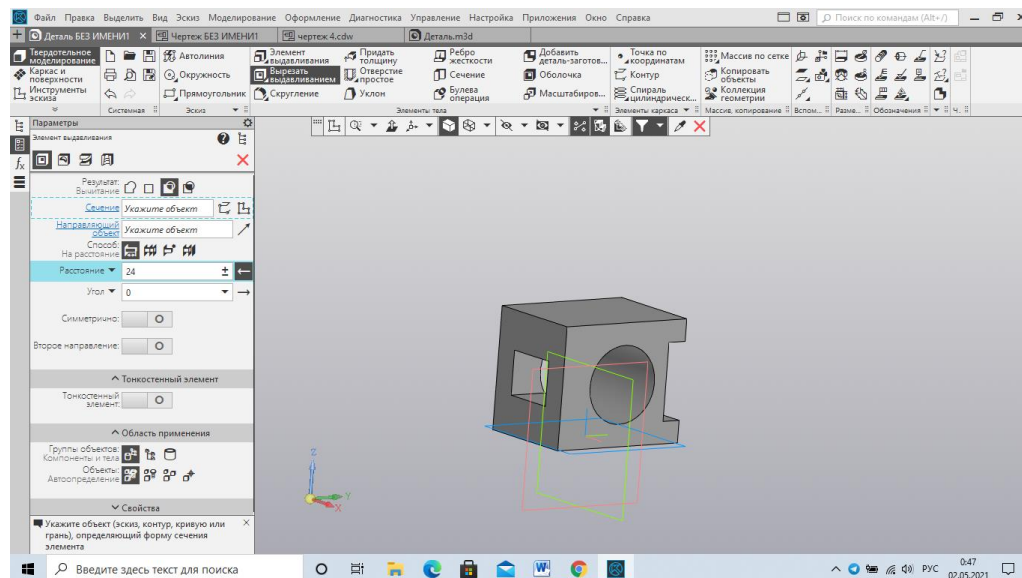 Файл Правка Выделить Вид Эскиз Моделирование Оформление Диагностика Управление Настройка Приложения Окно Справка
Поиск по командам (Alt+/)
Деталь БЕЗ ИМЕНИ1
Чертеж БЕЗ ИМЕНИ1
чертеж 4.cdw
Деталь.m3d
Твердотельное моделирование
Каркас и поверхности
Инструменты эскиза
Системная
Автолиния
Окружность
Прямоугольник
Эскиз
Элемент выдавливания
Вырезать выдавливанием
Скругление
Придать толщину
Отверстие простое
Уклон
Ребро жесткости
Сечение
Булева операция
Добавить деталь-заготов...
Оболочка
Масштабиров...
Элементы тела
Точка по координатам
Контур
Спираль цилиндрическ...
Элементы каркаса
Массив по сетке
Копировать объекты
Коллекция геометрии
Массив, копирование
Вспом...
Разме...
Обозначения
Ч...
Параметры
Элемент выдавливания
Результат:
Вычитание
Сечение
Укажите объект
Направляющий объект
Укажите объект
Способ:
На расстояние
Расстояние
24
Угол
0
Симметрично:
Второе направление:
Тонкостенный элемент
Тонкостенный элемент:
Область применения
Группы объектов:
Компоненты и тела
Объекты:
Автоопределение
Свойства
Укажите объект (эскиз, контур, кривую или
грань), определяющий форму сечения
элемента
Z
Y
X
Введите здесь текст для поиска
РУС
0:47
02.05.2021